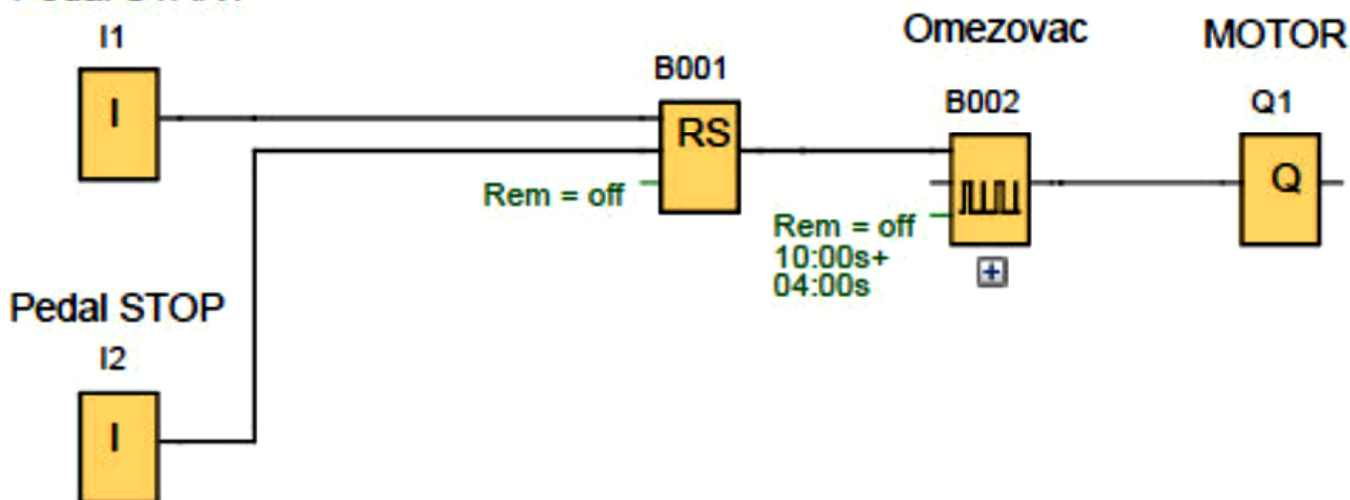 I1
I
B001
RS
Rem = off
Omezovac
B002
Rem = off
10:00s+
04:00s
MOTOR
Q1
Q
Pedal STOP
I2
I